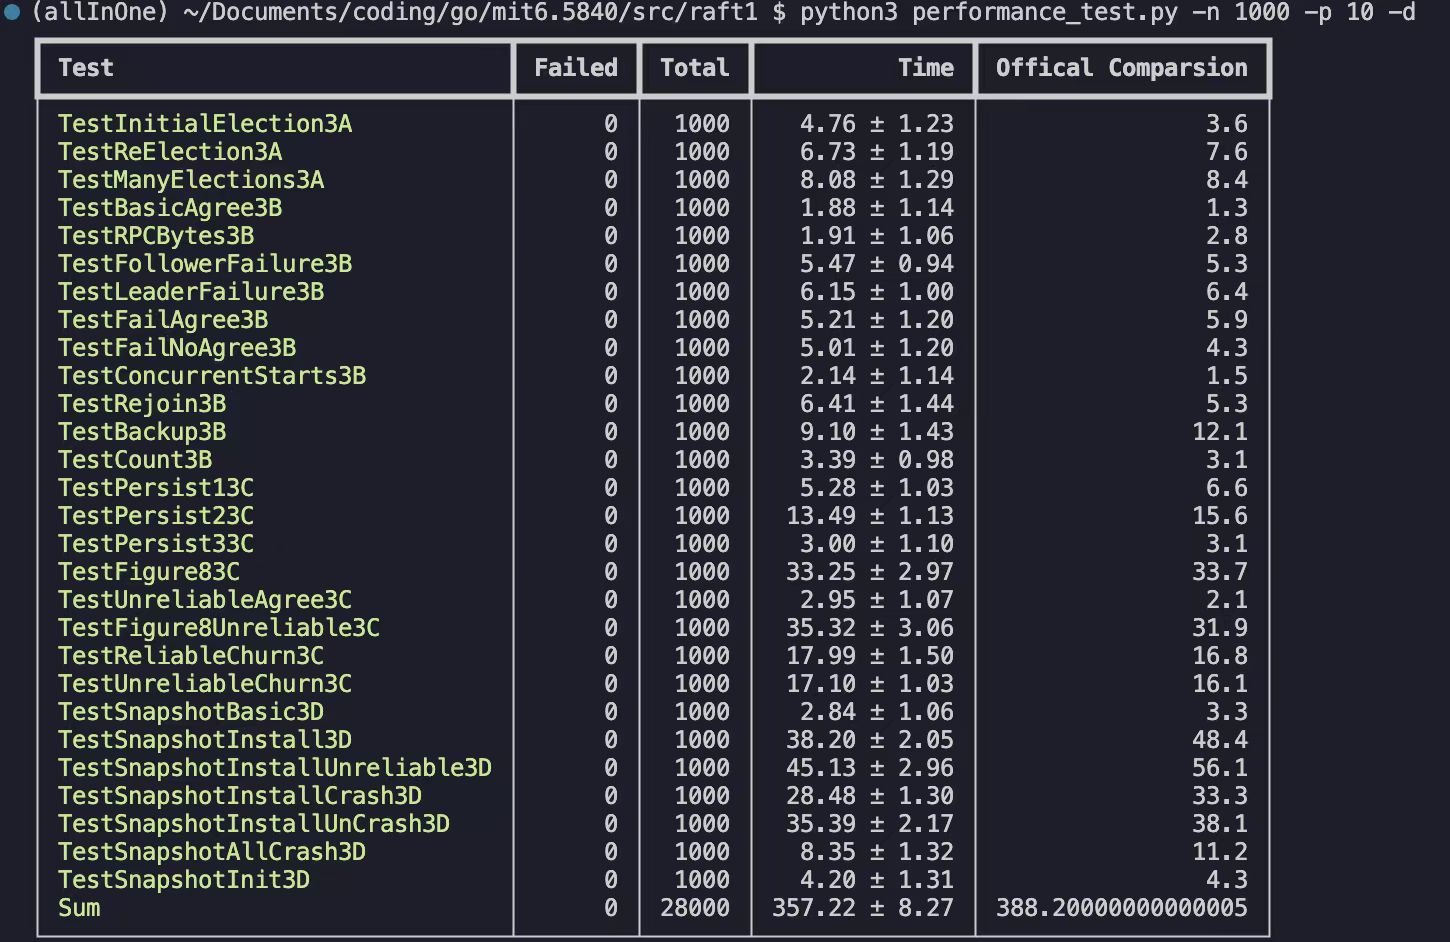 (allInOne) ~/Documents/coding/go/mit6.5840/src/raft1 $ python3 performance_test.py -n 1000 -p 10 -d
Test Failed Total Time Offical Comparsion
TestInitialElection3A 0 1000 4.76 ± 1.23 3.6
TestReElection3A 0 1000 6.73 ± 1.19 7.6
TestManyElections3A 0 1000 8.08 ± 1.29 8.4
TestBasicAgree3B 0 1000 1.88 ± 1.14 1.3
TestRPCBytes3B 0 1000 1.91 ± 1.06 2.8
TestFollowerFailure3B 0 1000 5.47 ± 0.94 5.3
TestLeaderFailure3B 0 1000 6.15 ± 1.00 6.4
TestFailAgree3B 0 1000 5.21 ± 1.20 5.9
TestFailNoAgree3B 0 1000 5.01 ± 1.20 4.3
TestConcurrentStarts3B 0 1000 2.14 ± 1.14 1.5
TestRejoin3B 0 1000 6.41 ± 1.44 5.3
TestBackup3B 0 1000 9.10 ± 1.43 12.1
TestCount3B 0 1000 3.39 ± 0.98 3.1
TestPersist13C 0 1000 5.28 ± 1.03 6.6
TestPersist23C 0 1000 13.49 ± 1.13 15.6
TestPersist33C 0 1000 3.00 ± 1.10 3.1
TestFigure83C 0 1000 33.25 ± 2.97 33.7
TestUnreliableAgree3C 0 1000 2.95 ± 1.07 2.1
TestFigure8Unreliable3C 0 1000 35.32 ± 3.06 31.9
TestReliableChurn3C 0 1000 17.99 ± 1.50 16.8
TestUnreliableChurn3C 0 1000 17.10 ± 1.03 16.1
TestSnapshotBasic3D 0 1000 2.84 ± 1.06 3.3
TestSnapshotInstall3D 0 1000 38.20 ± 2.05 48.4
TestSnapshotInstallUnreliable3D 0 1000 45.13 ± 2.96 56.1
TestSnapshotInstallCrash3D 0 1000 28.48 ± 1.30 33.3
TestSnapshotInstallUnCrash3D 0 1000 35.39 ± 2.17 38.1
TestSnapshotAllCrash3D 0 1000 8.35 ± 1.32 11.2
TestSnapshotInit3D 0 1000 4.20 ± 1.31 4.3
Sum 0 28000 357.22 ± 8.27 388.20000000000005